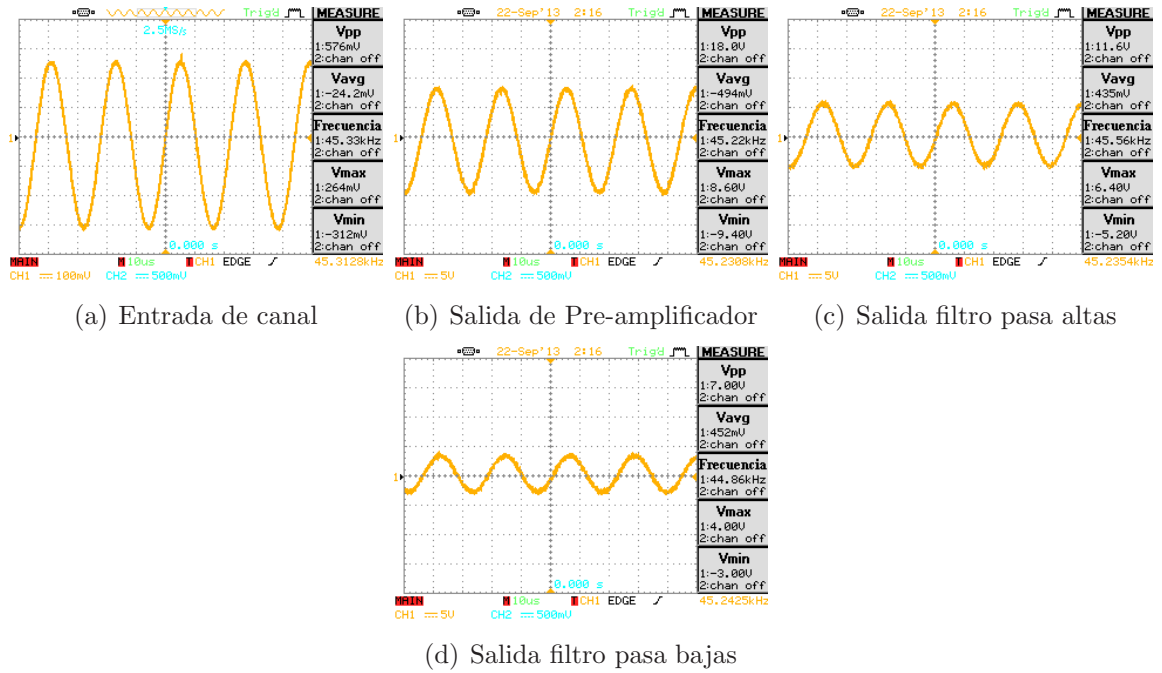 Trig'd MEASURE
2.5MS/s
Vpp
1:576mV
2:chan off
Vavg
1:-24.2mV
2:chan off
Frecuencia
1:45.33kHz
2:chan off
Vmax
1:264mV
2:chan off
Vmin
1:-312mV
2:chan off
1
0.000 s
MAIN M 10us T CH1 EDGE 45.3128kHz
CH1 100mV CH2 500mV
(a) Entrada de canal
22-Sep'13 2:16 Trig'd MEASURE
Vpp
1:18.0V
2:chan off
Vavg
1:-494mV
2:chan off
Frecuencia
1:45.22kHz
2:chan off
Vmax
1:8.60V
2:chan off
Vmin
1:-9.40V
2:chan off
1
0.000 s
MAIN M 10us T CH1 EDGE 45.2308kHz
CH1 5V CH2 500mV
(b) Salida de Pre-amplificador
22-Sep'13 2:16 Trig'd MEASURE
Vpp
1:11.6V
2:chan off
Vavg
1:435mV
2:chan off
Frecuencia
1:45.56kHz
2:chan off
Vmax
1:6.40V
2:chan off
Vmin
1:-5.20V
2:chan off
1
0.000 s
MAIN M 10us T CH1 EDGE 45.2354kHz
CH1 5V CH2 500mV
(c) Salida filtro pasa altas
22-Sep'13 2:16 Trig'd MEASURE
Vpp
1:7.00V
2:chan off
Vavg
1:452mV
2:chan off
Frecuencia
1:44.86kHz
2:chan off
Vmax
1:4.00V
2:chan off
Vmin
1:-3.00V
2:chan off
1
0.000 s
MAIN M 10us T CH1 EDGE 45.2425kHz
CH1 5V CH2 500mV
(d) Salida filtro pasa bajas